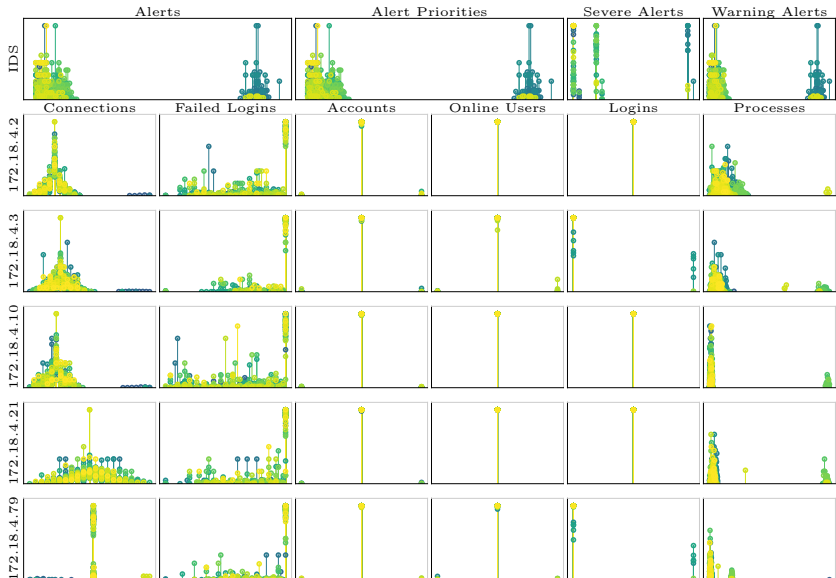 Alerts Alert Priorities Severe Alerts Warning Alerts
IDS
Connections Failed Logins Accounts Online Users Logins Processes
172.18.4.2
172.18.4.3
172.18.4.10
172.18.4.21
172.18.4.79